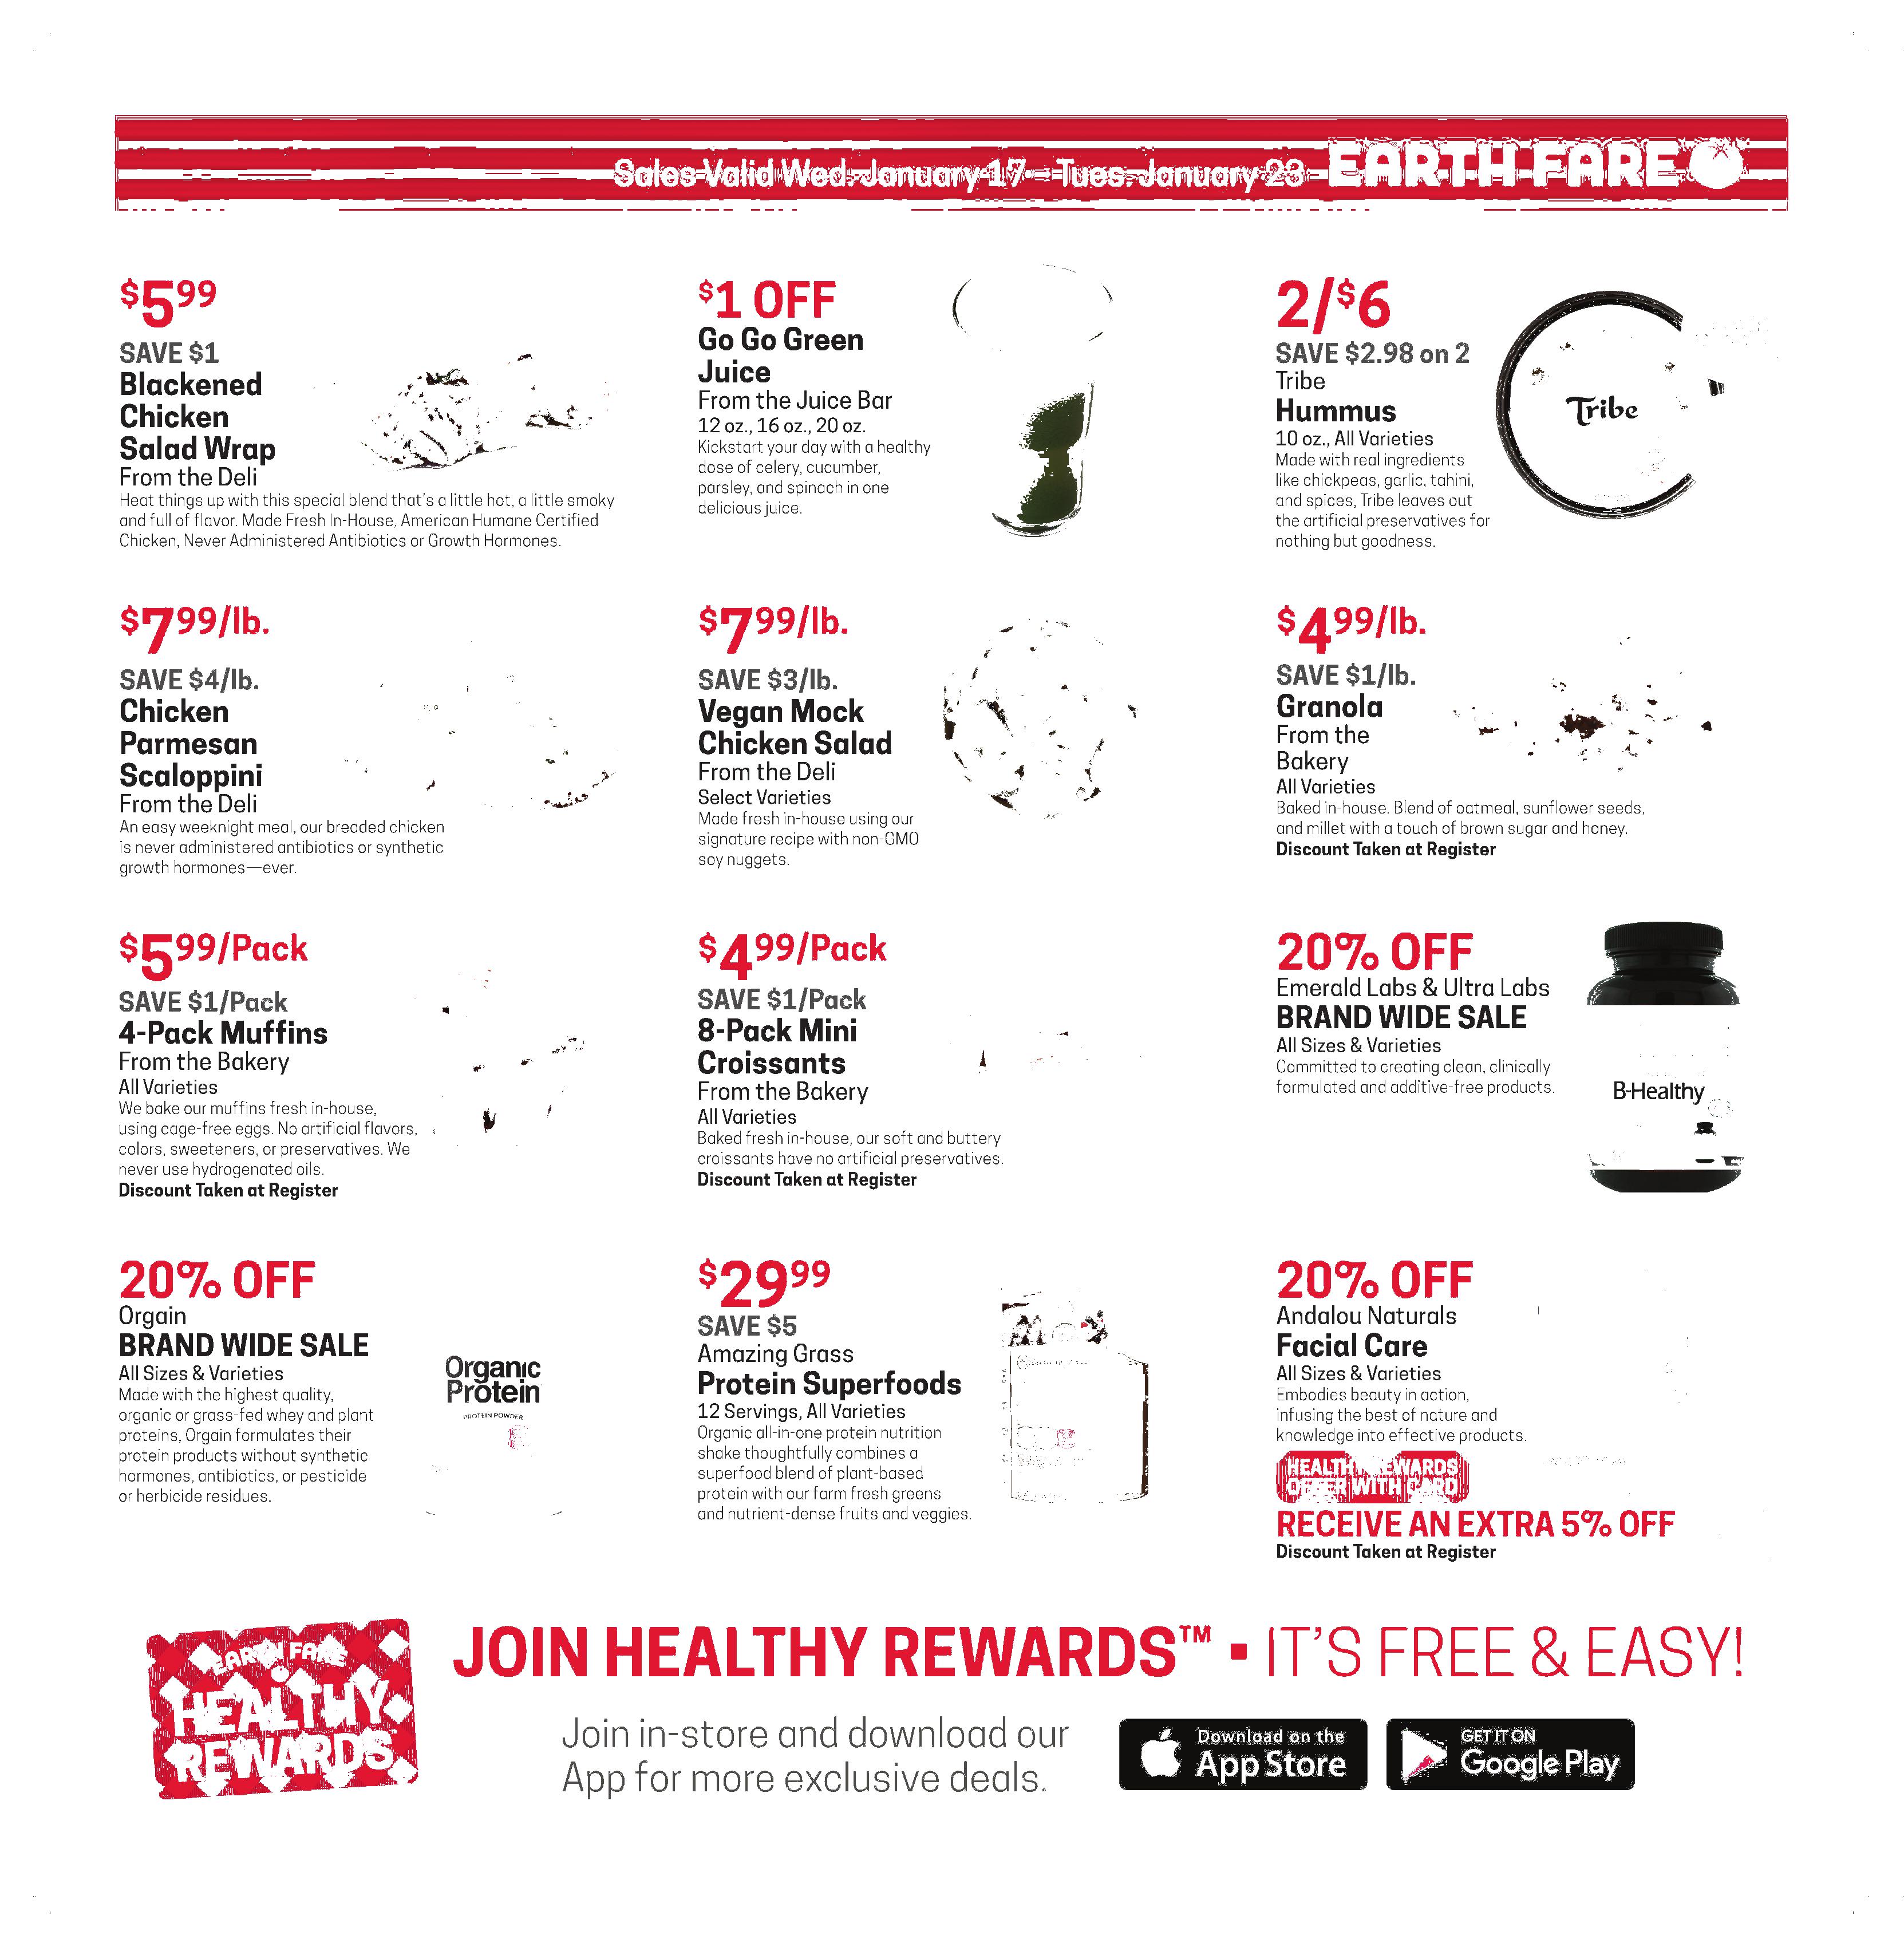 Sales Valid Wed. January 17 - Tues. January 23 EARTH FARE
$5.99
SAVE $1
Blackened
Chicken
Salad Wrap
From the Deli
Heat things up with this special blend that's a little hot, a little smoky
and full of flavor. Made Fresh In-House, American Humane Certified
Chicken, Never Administered Antibiotics or Growth Hormones.
$1 OFF
Go Go Green
Juice
From the Juice Bar
12 oz., 16 oz., 20 oz.
Kickstart your day with a healthy
dose of celery, cucumber,
parsley, and spinach in one
delicious juice.
2/$6
SAVE $2.98 on 2
Tribe
Hummus
10 oz., All Varieties
Made with real ingredients
like chickpeas, garlic, tahini,
and spices, Tribe leaves out
the artificial preservatives for
nothing but goodness.
Tribe
$7.99/lb.
SAVE $4/lb.
Chicken
Parmesan
Scaloppini
From the Deli
An easy weeknight meal, our breaded chicken
is never administered antibiotics or synthetic
growth hormones—ever.
$7.99/lb.
SAVE $3/lb.
Vegan Mock
Chicken Salad
From the Deli
Select Varieties
Made fresh in-house using our
signature recipe with non-GMO
soy nuggets.
$4.99/lb.
SAVE $1/lb.
Granola
From the
Bakery
All Varieties
Baked in-house. Blend of oatmeal, sunflower seeds,
and millet with a touch of brown sugar and honey.
Discount Taken at Register
$5.99/Pack
SAVE $1/Pack
4-Pack Muffins
From the Bakery
All Varieties
We bake our muffins fresh in-house,
using cage-free eggs. No artificial flavors,
colors, sweeteners, or preservatives. We
never use hydrogenated oils.
Discount Taken at Register
$4.99/Pack
SAVE $1/Pack
8-Pack Mini
Croissants
From the Bakery
All Varieties
Baked fresh in-house, our soft and buttery
croissants have no artificial preservatives.
Discount Taken at Register
20% OFF
Emerald Labs & Ultra Labs
BRAND WIDE SALE
All Sizes & Varieties
Committed to creating clean, clinically
formulated and additive-free products.
B-Healthy
20% OFF
Orgain
BRAND WIDE SALE
All Sizes & Varieties
Made with the highest quality,
organic or grass-fed whey and plant
proteins, Orgain formulates their
protein products without synthetic
hormones, antibiotics, or pesticide
or herbicide residues.
Organic
Protein
PROTEIN POWDER
$29.99
SAVE $5
Amazing Grass
Protein Superfoods
12 Servings, All Varieties
Organic all-in-one protein nutrition
shake thoughtfully combines a
superfood blend of plant-based
protein with our farm fresh greens
and nutrient-dense fruits and veggies.
20% OFF
Andalou Naturals
Facial Care
All Sizes & Varieties
Embodies beauty in action,
infusing the best of nature and
knowledge into effective products.
HEALTHY REWARDS
OFFER WITH CARD
RECEIVE AN EXTRA 5% OFF
Discount Taken at Register
EARTH FARE
HEALTHY
REWARDS
JOIN HEALTHY REWARDS™ ▪ IT'S FREE & EASY!
Join in-store and download our
App for more exclusive deals.
Download on the
App Store
GET IT ON
Google Play